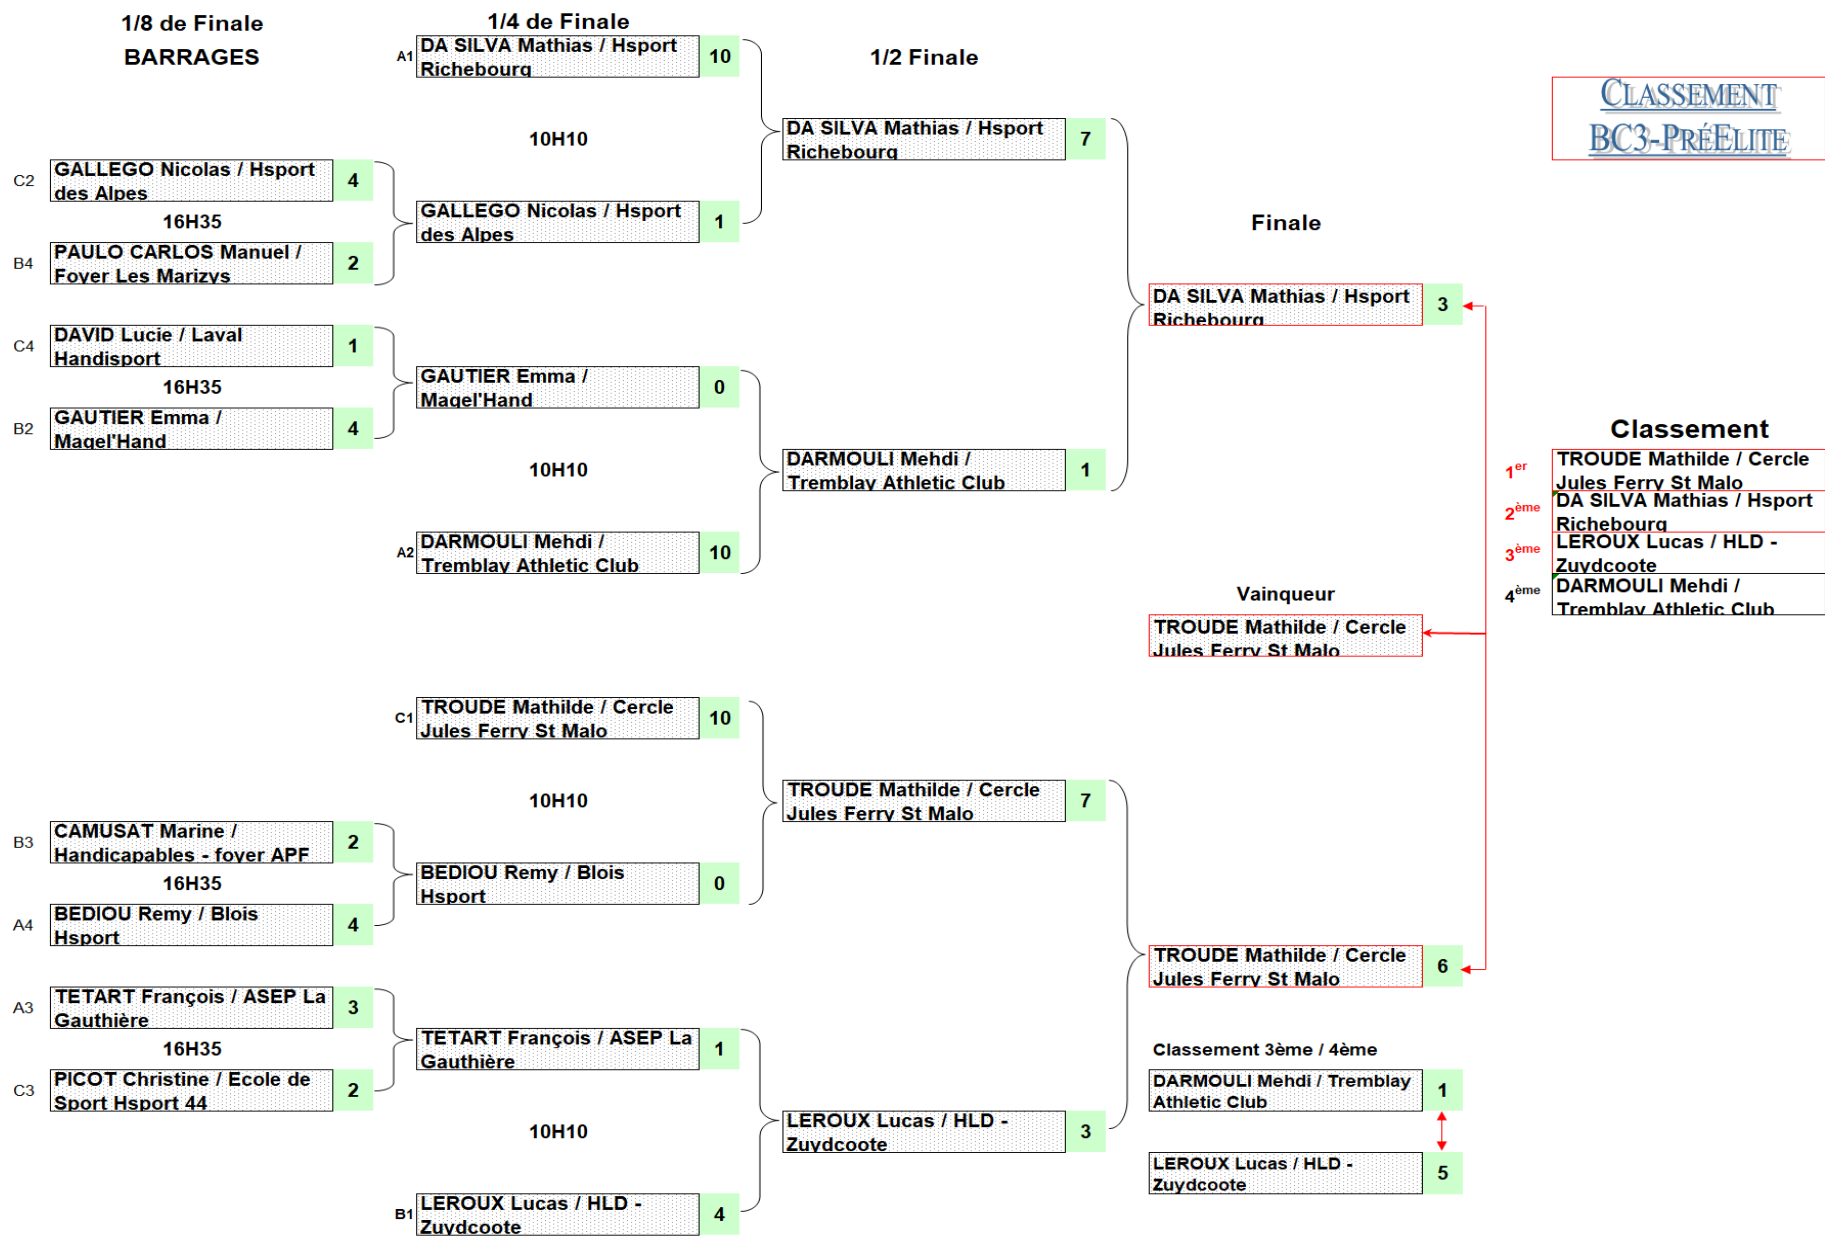 1/8 de Finale
BARRAGES
1/4 de Finale
1/2 Finale
CLASSEMENT
BC3-PRÉELITE
A1
DA SILVA Mathias / Hsport
Richebourg
10
10H10
DA SILVA Mathias / Hsport
Richebourg
7
C2
GALLEGO Nicolas / Hsport
des Alpes
4
16H35
GALLEGO Nicolas / Hsport
des Alpes
1
B4
PAULO CARLOS Manuel /
Foyer Les Marizys
2
Finale
DA SILVA Mathias / Hsport
Richebourg
3
C4
DAVID Lucie / Laval
Handisport
1
16H35
GAUTIER Emma /
Magel'Hand
0
B2
GAUTIER Emma /
Magel'Hand
4
10H10
DARMOULI Mehdi /
Tremblay Athletic Club
1
A2
DARMOULI Mehdi /
Tremblay Athletic Club
10
Classement
1er
TROUDE Mathilde / Cercle
Jules Ferry St Malo
2ème
DA SILVA Mathias / Hsport
Richebourg
3ème
LEROUX Lucas / HLD -
Zuydcoote
4ème
DARMOULI Mehdi /
Tremblay Athletic Club
Vainqueur
TROUDE Mathilde / Cercle
Jules Ferry St Malo
C1
TROUDE Mathilde / Cercle
Jules Ferry St Malo
10
10H10
TROUDE Mathilde / Cercle
Jules Ferry St Malo
7
B3
CAMUSAT Marine /
Handicapables - foyer APF
2
16H35
BEDIOU Remy / Blois
Hsport
0
A4
BEDIOU Remy / Blois
Hsport
4
TROUDE Mathilde / Cercle
Jules Ferry St Malo
6
A3
TETART François / ASEP La
Gauthière
3
16H35
TETART François / ASEP La
Gauthière
1
C3
PICOT Christine / Ecole de
Sport Hsport 44
2
10H10
LEROUX Lucas / HLD -
Zuydcoote
3
B1
LEROUX Lucas / HLD -
Zuydcoote
4
Classement 3ème / 4ème
DARMOULI Mehdi / Tremblay
Athletic Club
1
LEROUX Lucas / HLD -
Zuydcoote
5